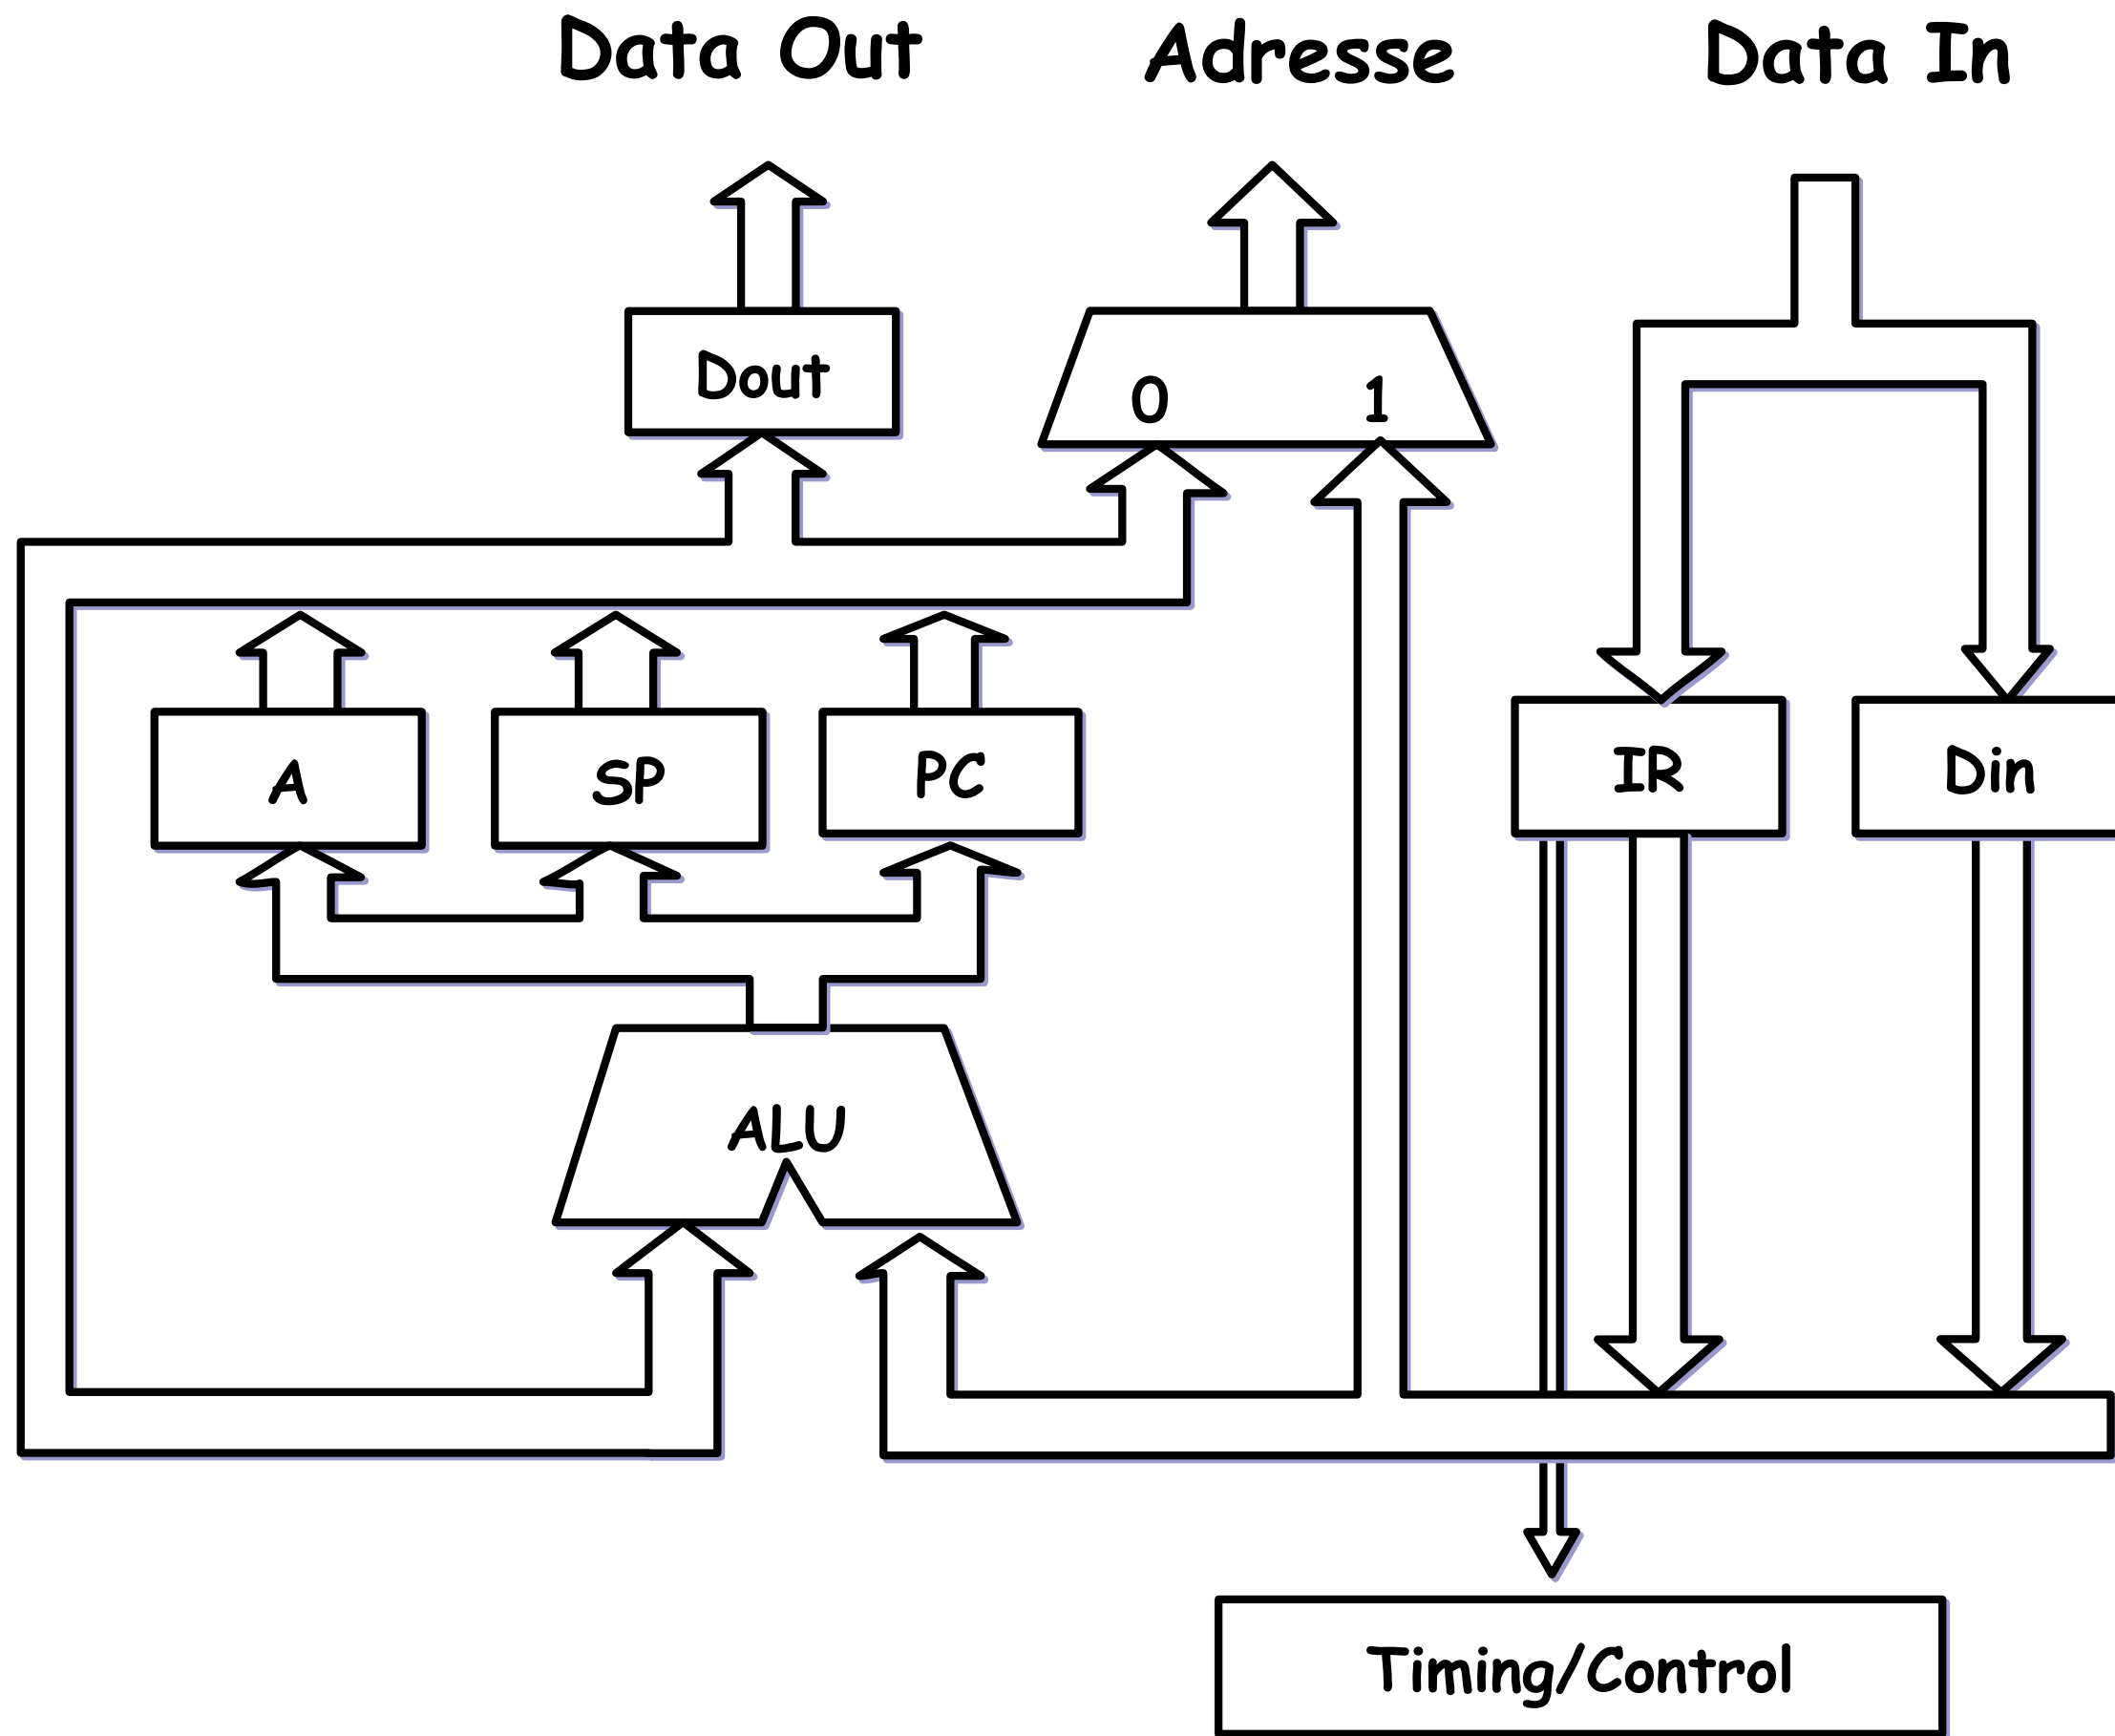 Data Out Adresse Data In
Dout
0 1
A SP PC IR Din
ALU
Timing/Control